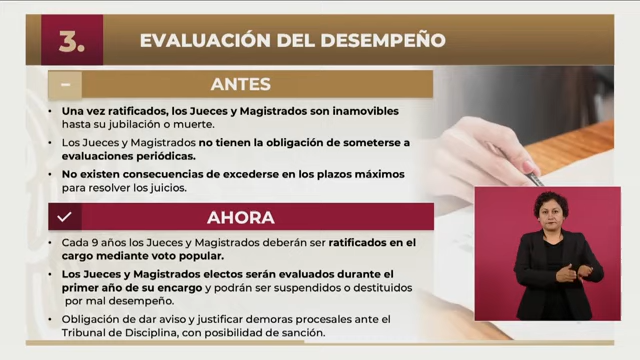 3.
EVALUACIÓN DEL DESEMPEÑO
ANTES
• Una vez ratificados, los Jueces y Magistrados son inamovibles
hasta su jubilación o muerte.
• Los Jueces y Magistrados no tienen la obligación de someterse a
evaluaciones periódicas.
• No existen consecuencias de excederse en los plazos máximos
para resolver los juicios.
AHORA
• Cada 9 años los Jueces y Magistrados deberán ser ratificados en el
cargo mediante voto popular.
• Los Jueces y Magistrados electos serán evaluados durante el
primer año de su encargo y podrán ser suspendidos o destituidos
por mal desempeño.
• Obligación de dar aviso y justificar demoras procesales ante el
Tribunal de Disciplina, con posibilidad de sanción.